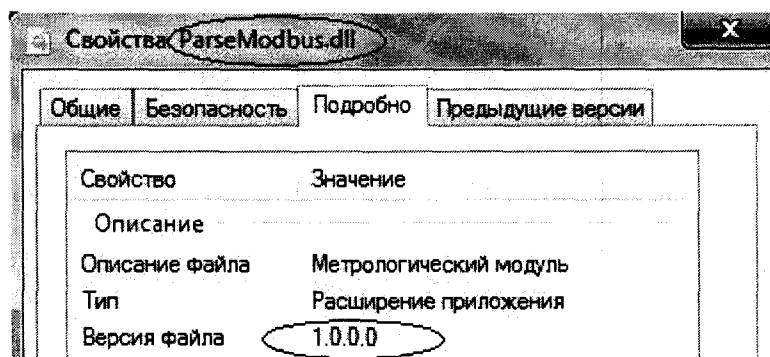 Свойства: ParseModbus.dll
X
Общие Безопасность Подробно Предыдущие версии
Свойство Значение
Описание
Описание файла Метрологический модуль
Тип Расширение приложения
Версия файла 1.0.0.0